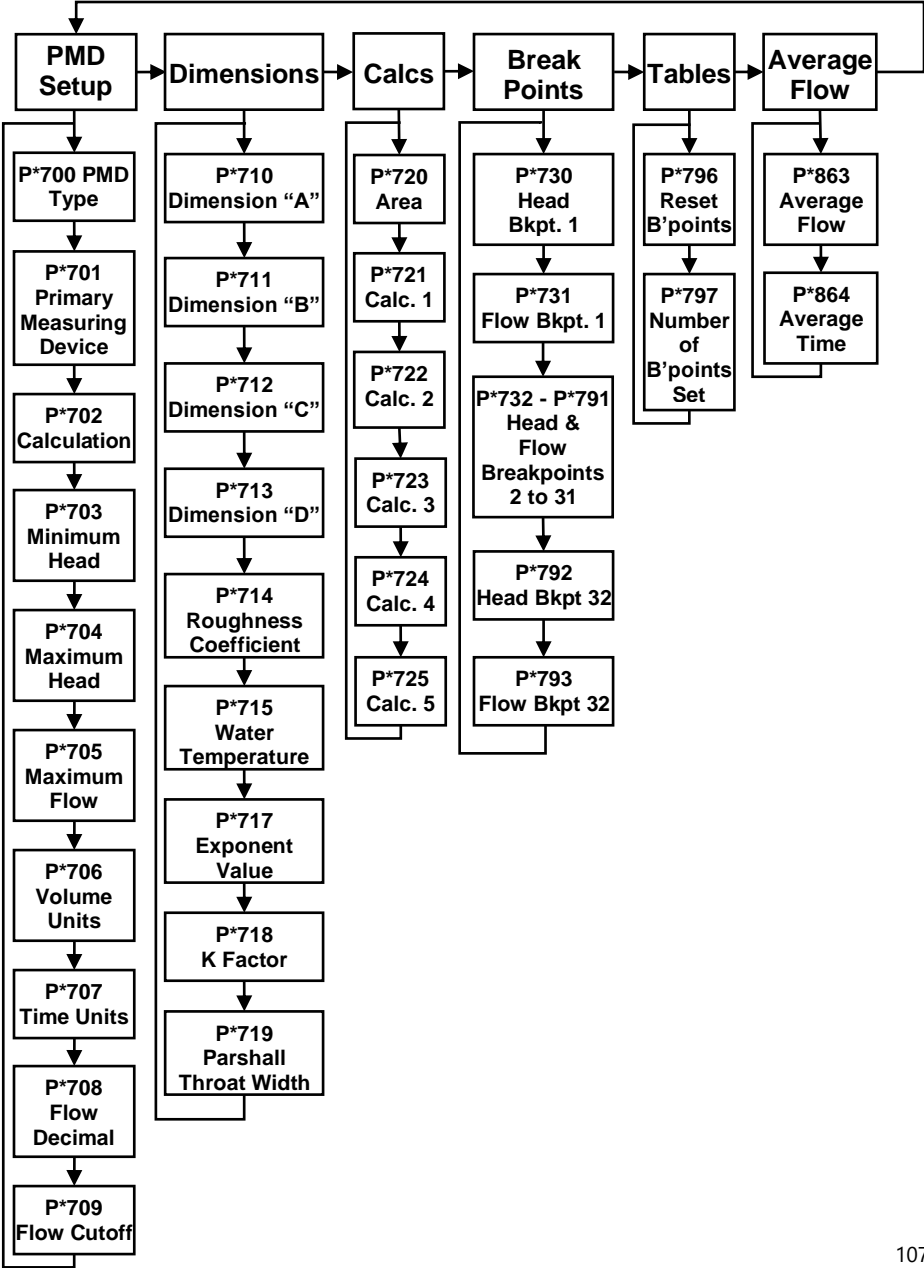 PMD
Setup
Dimensions
Calcs
Break
Points
Tables
Average
Flow
P*700 PMD
Type
P*701
Primary
Measuring
Device
P*702
Calculation
P*703
Minimum
Head
P*704
Maximum
Head
P*705
Maximum
Flow
P*706
Volume
Units
P*707
Time Units
P*708
Flow
Decimal
P*709
Flow Cutoff
P*710
Dimension “A”
P*711
Dimension “B”
P*712
Dimension “C”
P*713
Dimension “D”
P*714
Roughness
Coefficient
P*715
Water
Temperature
P*717
Exponent
Value
P*718
K Factor
P*719
Parshall
Throat Width
P*720
Area
P*721
Calc. 1
P*722
Calc. 2
P*723
Calc. 3
P*724
Calc. 4
P*725
Calc. 5
P*730
Head
Bkpt. 1
P*731
Flow Bkpt. 1
P*732 - P*791
Head &
Flow
Breakpoints
2 to 31
P*792
Head Bkpt 32
P*793
Flow Bkpt 32
P*796
Reset
B’points
P*797
Number
of
B’points
Set
P*863
Average
Flow
P*864
Average
Time
107